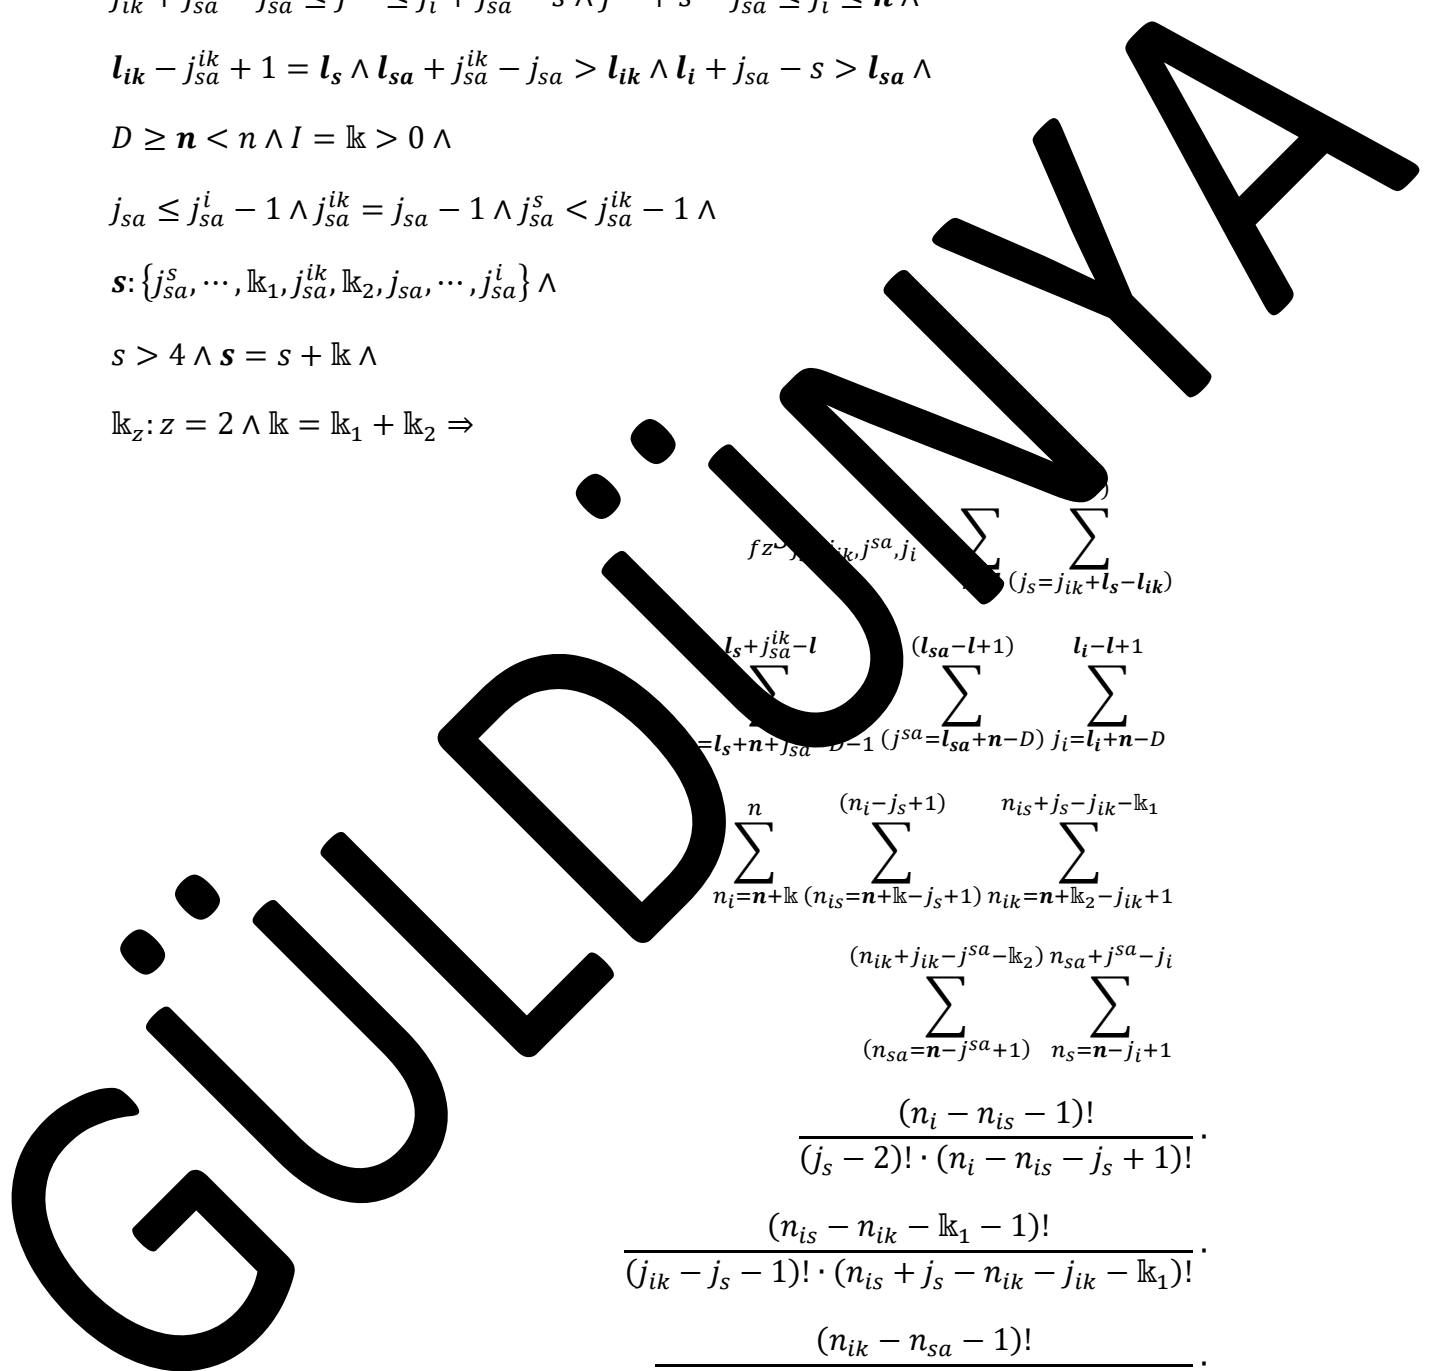 𝒍_𝒊𝒌 − j_sa^ik + 1 = 𝒍_𝒔 ∧ 𝒍_𝒔𝒂 + j_sa^ik − j_sa > 𝒍_𝒊𝒌 ∧ 𝒍_𝒊 + j_sa − s > 𝒍_𝒔𝒂 ∧
D ≥ 𝒏 < n ∧ I = 𝕜 > 0 ∧
j_sa ≤ j_sa^i − 1 ∧ j_sa^ik = j_sa − 1 ∧ j_sa^s < j_sa^ik − 1 ∧
𝒔: {j_sa^s, ⋯, 𝕜_1, j_sa^ik, 𝕜_2, j_sa, ⋯, j_sa^i} ∧
s > 4 ∧ 𝒔 = s + 𝕜 ∧
𝕜_z: z = 2 ∧ 𝕜 = 𝕜_1 + 𝕜_2 ⇒
GÜLDÜNYA
j^sa, j_i ∑ ∑
(j_s=j_ik+𝒍_𝒔−𝒍_𝒊𝒌)
𝒍_𝒔+j_sa^ik−𝒍 (𝒍_𝒔𝒂−𝒍+1) 𝒍_𝒊−𝒍+1
∑ ∑ ∑
=𝒍_𝒔+𝒏+j_sa D−1 (j^sa=𝒍_𝒔𝒂+𝒏−D) j_i=𝒍_𝒊+𝒏−D
n (n_i−j_s+1) n_is+j_s−j_ik−𝕜_1
∑ ∑ ∑
n_i=𝒏+𝕜 (n_is=𝒏+𝕜−j_s+1) n_ik=𝒏+𝕜_2−j_ik+1
(n_ik+j_ik−j^sa−𝕜_2) n_sa+j^sa−j_i
∑ ∑
(n_sa=𝒏−j^sa+1) n_s=𝒏−j_i+1
(n_i − n_is − 1)!
(j_s − 2)! · (n_i − n_is − j_s + 1)! ·
(n_is − n_ik − 𝕜_1 − 1)!
(j_ik − j_s − 1)! · (n_is + j_s − n_ik − j_ik − 𝕜_1)! ·
(n_ik − n_sa − 1)! ·